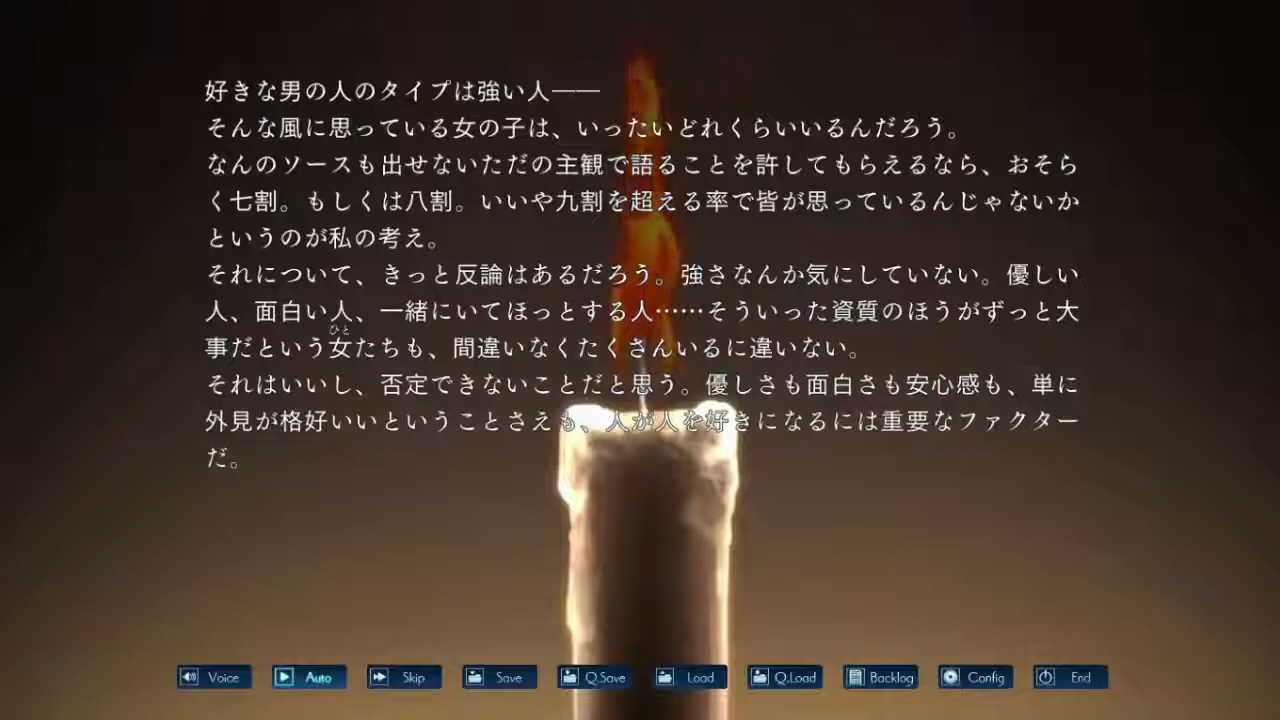 好きな男の人のタイプは強い人――
そんな風に思っている女の子は、いったいどれくらいいるんだろう。
なんのソースも出せないただの主観で語ることを許してもらえるなら、おそら
く七割。もしくは八割。いいや九割を超える率で皆が思っているんじゃないか
というのが私の考え。
それについて、きっと反論はあるだろう。強さなんか気にしていない。優しい
人、面白い人、一緒にいてほっとする人……そういった資質のほうがずっと大
ひと
事だという女たちも、間違いなくたくさんいるに違いない。
それはいいし、否定できないことだと思う。優しさも面白さも安心感も、単に
外見が格好いいということさえも、人が人を好きになるには重要なファクター
だ。
Voice Auto Skip Save Q.Save Load Q.Load Backlog Config End